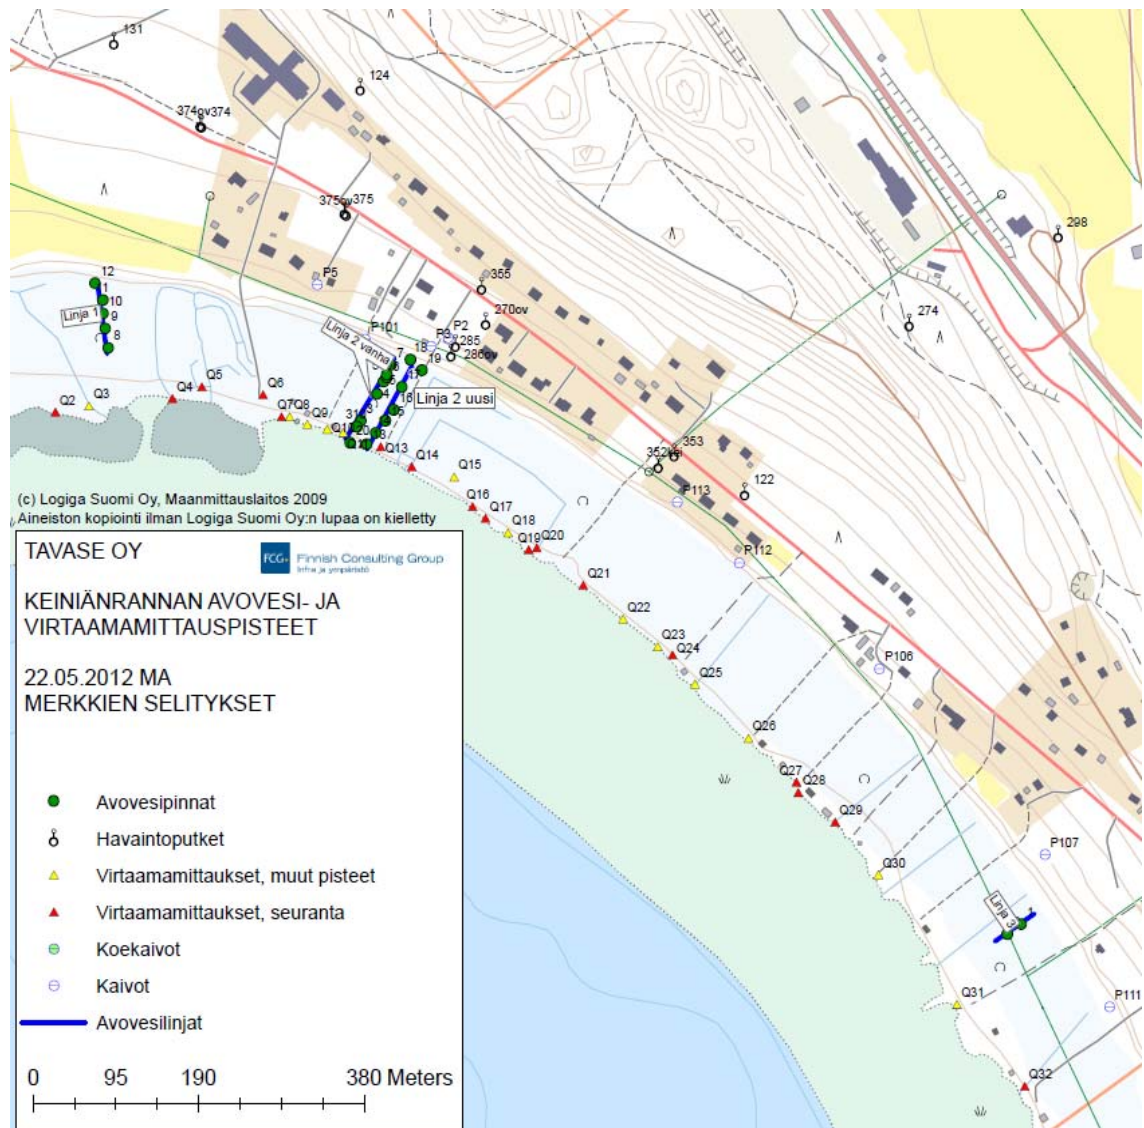 131
124
374ov374
375ov375
298
P5
355
12
1
10
9
8
Linja 1
270ov
274
P101
P3
P2
285
286ov
Linja 2 vanha
7
18
19
Linja 2 uusi
Q2
Q3
Q4
Q5
Q6
Q7
Q8
Q9
Q13
Q14
Q15
Q16
Q17
Q18
Q19
Q20
353
122
P113
P112
(c) Logiga Suomi Oy, Maanmittauslaitos 2009
Aineiston kopiointi ilman Logiga Suomi Oy:n lupaa on kielletty
TAVASE OY
FCG Finnish Consulting Group
Infra ja ympäristö
KEINIÄNRANNAN AVOVESI- JA
VIRTAAMAMITTAUSPISTEET
22.05.2012 MA
MERKKIEN SELITYKSET
Avovesipinnat
Havaintoputket
Virtaamamittaukset, muut pisteet
Virtaamamittaukset, seuranta
Koekaivot
Kaivot
Avovesilinjat
0 95 190 380 Meters
Q21
Q22
Q23
Q24
Q25
Q26
Q27
Q28
Q29
Q30
P106
P107
Linja 3
1
P111
Q31
Q32